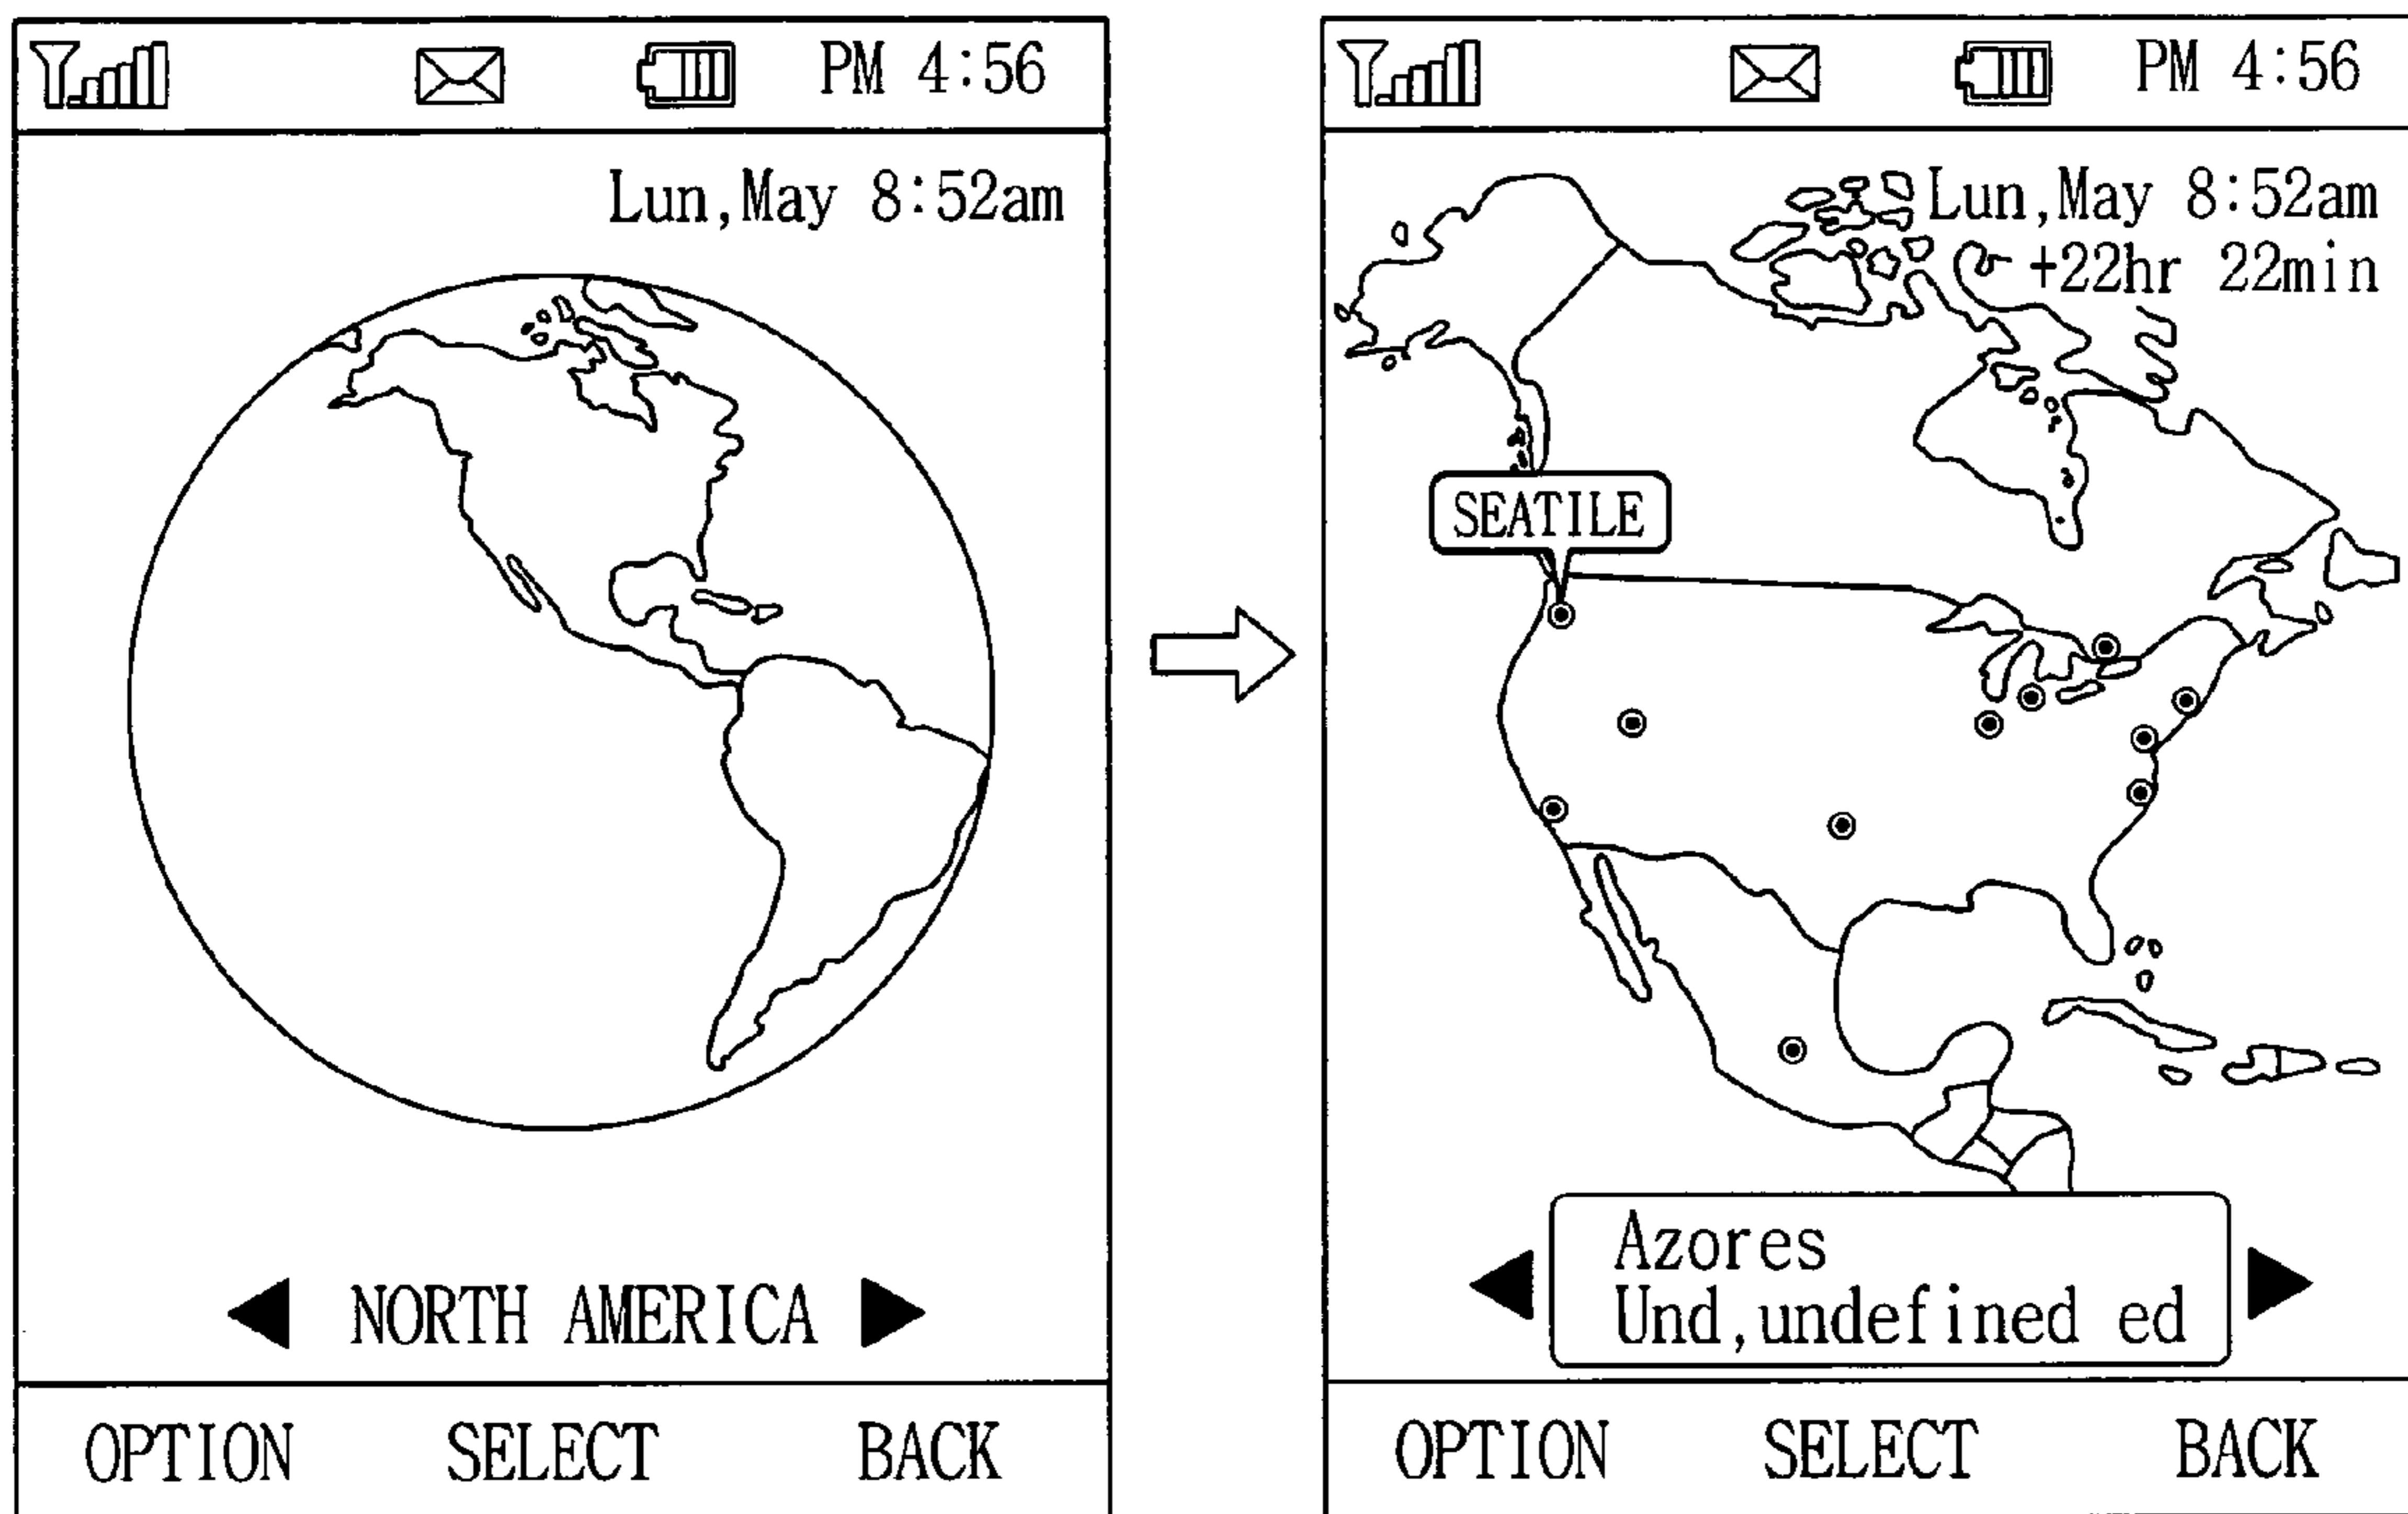 PM 4:56
Lun,May 8:52am
NORTH AMERICA
OPTION SELECT BACK
PM 4:56
Lun,May 8:52am
+22hr 22min
SEATILE
Azores
Und,undefined ed
OPTION SELECT BACK